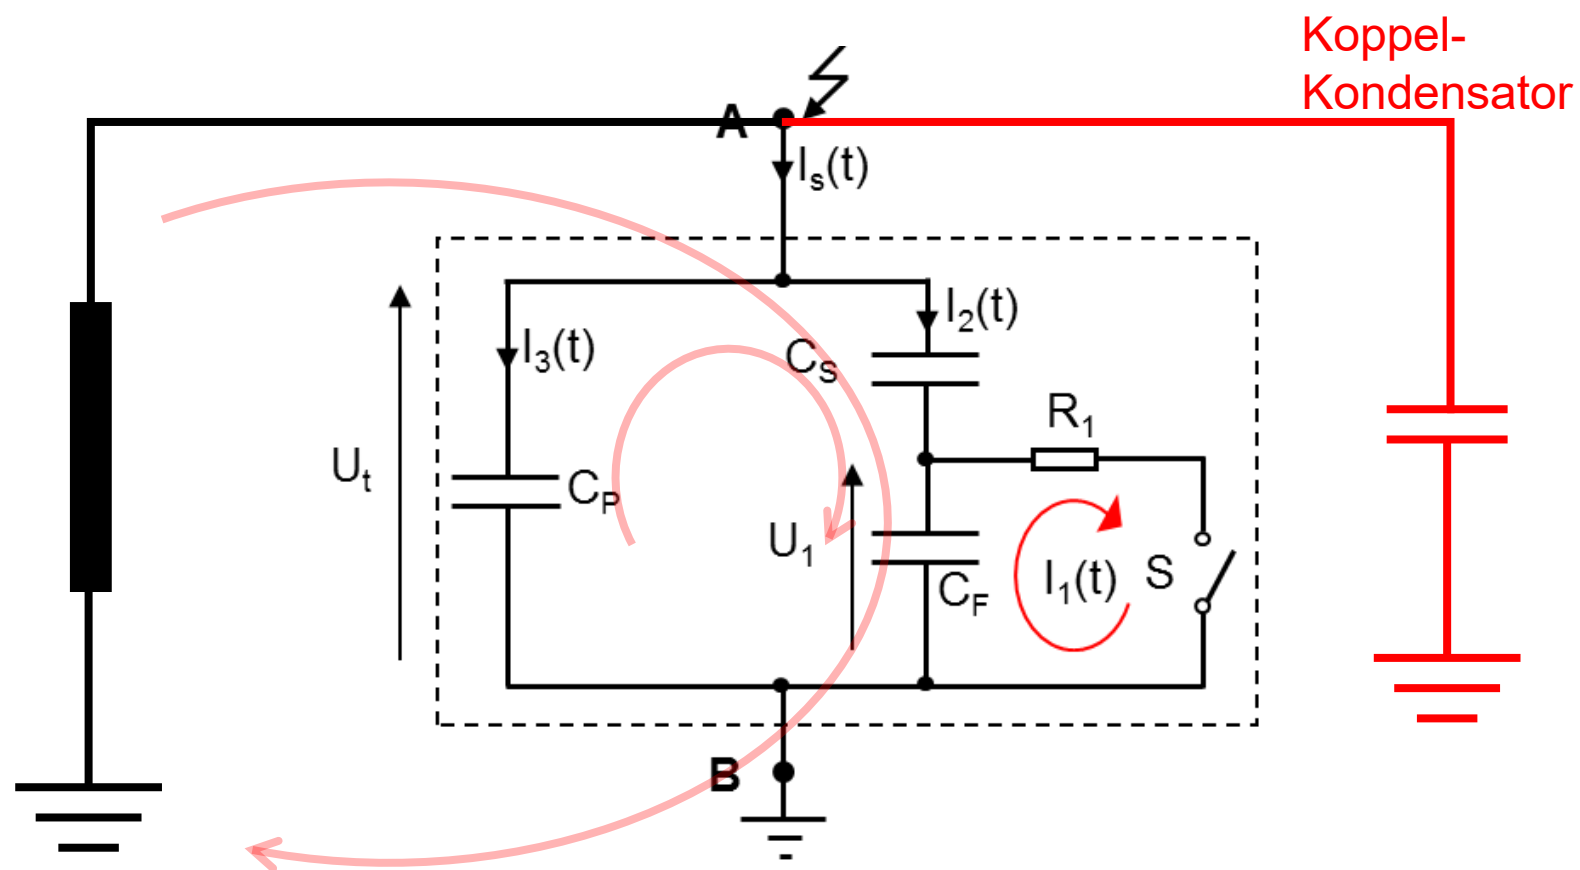 Koppel-
Kondensator
A
Is(t)
I2(t)
I3(t)
CS
R1
Ut
CP
U1
I1(t)
S
CF
B